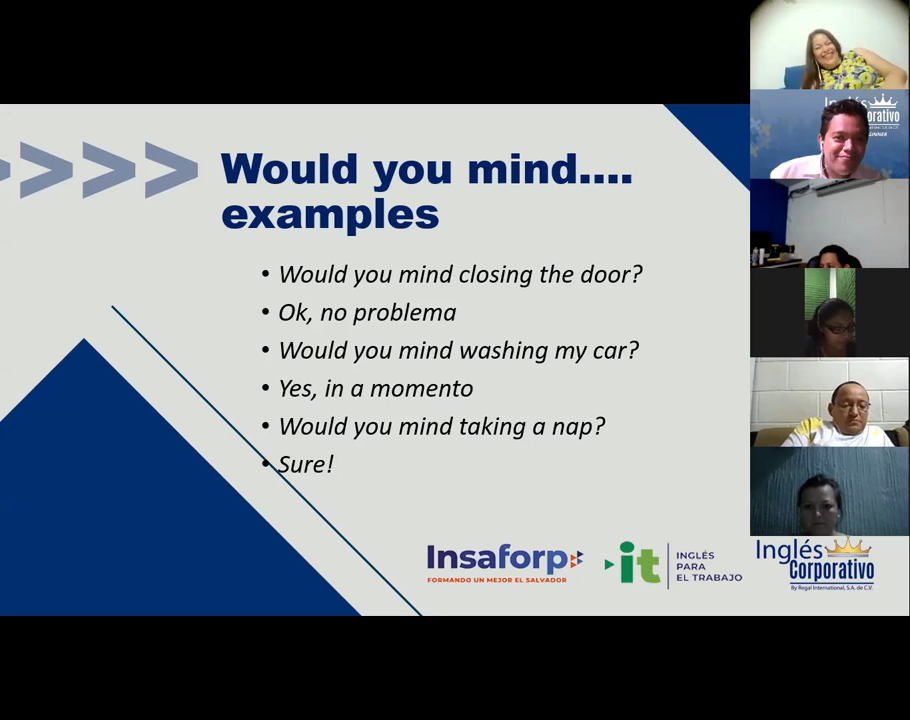 >>>>
Would you mind....
examples
• Would you mind closing the door?
• Ok, no problema
• Would you mind washing my car?
• Yes, in a momento
• Would you mind taking a nap?
• Sure!
Insaforp
FORMANDO UN MEJOR EL SALVADOR
it
INGLÉS
PARA
EL TRABAJO
Inglés
Corporativo
By Regal International, S.A. de C.V.